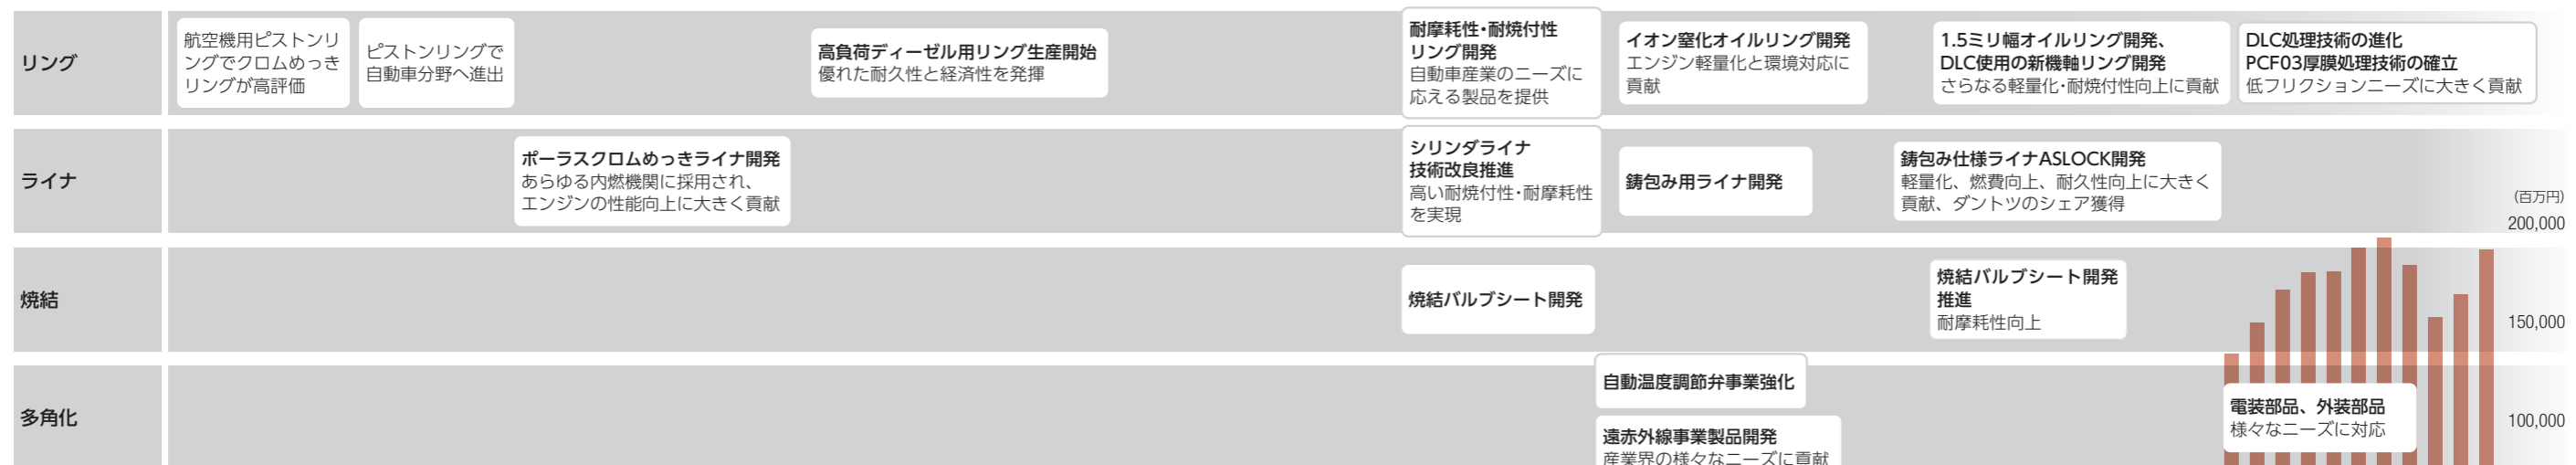 リング
航空機用ピストンリ
ングでクロムめっき
リングが高評価
ピストンリングで
自動車分野へ進出
高負荷ディーゼル用リング生産開始
優れた耐久性と経済性を発揮
耐摩耗性･耐焼付性
リング開発
自動車産業のニーズに
応える製品を提供
イオン窒化オイルリング開発
エンジン軽量化と環境対応に
貢献
1.5ミリ幅オイルリング開発、
DLC使用の新機軸リング開発
さらなる軽量化･耐焼付性向上に貢献
DLC処理技術の進化
PCF03厚膜処理技術の確立
低フリクションニーズに大きく貢献
ライナ
ポーラスクロムめっきライナ開発
あらゆる内燃機関に採用され、
エンジンの性能向上に大きく貢献
シリンダライナ
技術改良推進
高い耐焼付性･耐摩耗性
を実現
鋳包み用ライナ開発
鋳包み仕様ライナASLOCK開発
軽量化、燃費向上、耐久性向上に大きく
貢献、ダントツのシェア獲得
(百万円)
200,000
焼結
焼結バルブシート開発
焼結バルブシート開発
推進
耐摩耗性向上
150,000
多角化
自動温度調節弁事業強化
遠赤外線事業製品開発
産業界の様々なニーズに貢献
電装部品、外装部品
様々なニーズに対応
100,000